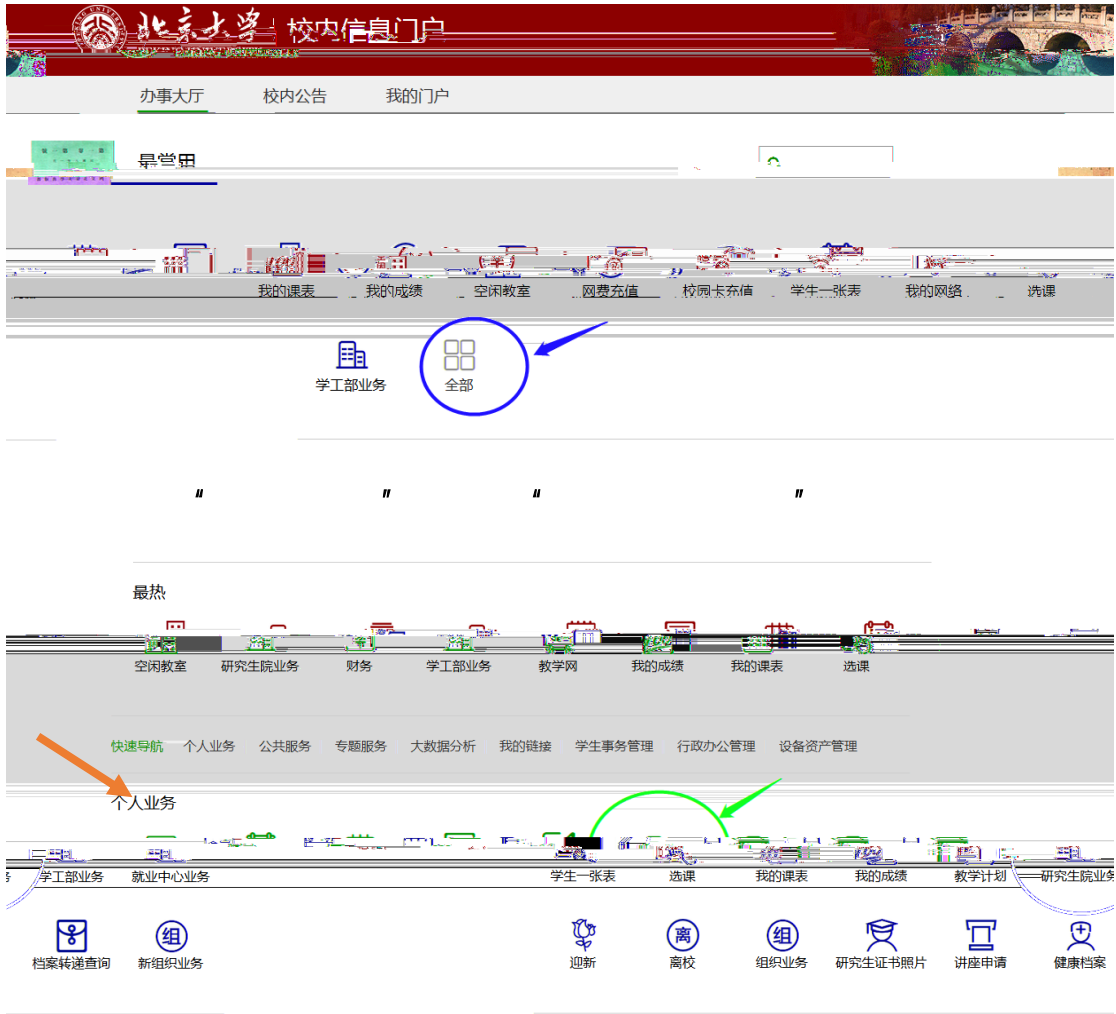 北京大学 校内信息门户
办事大厅 校内公告 我的门户
最常用
我的课表 我的成绩 空闲教室 网费充值 校园卡充值 学生一张表 我的网络 选课
学工部业务 全部
“ ” “ ”
最热
空闲教室 研究生院业务 财务 学工部业务 教学网 我的成绩 我的课表 选课
快速导航 个人业务 公共服务 专题服务 大数据分析 我的链接 学生事务管理 行政办公管理 设备资产管理
个人业务
学工部业务 就业中心业务 学生一张表 选课 我的课表 我的成绩 教学计划 研究生院业务
组 离 组
档案转递查询 新组织业务 迎新 离校 组织业务 研究生证书照片 讲座申请 健康档案